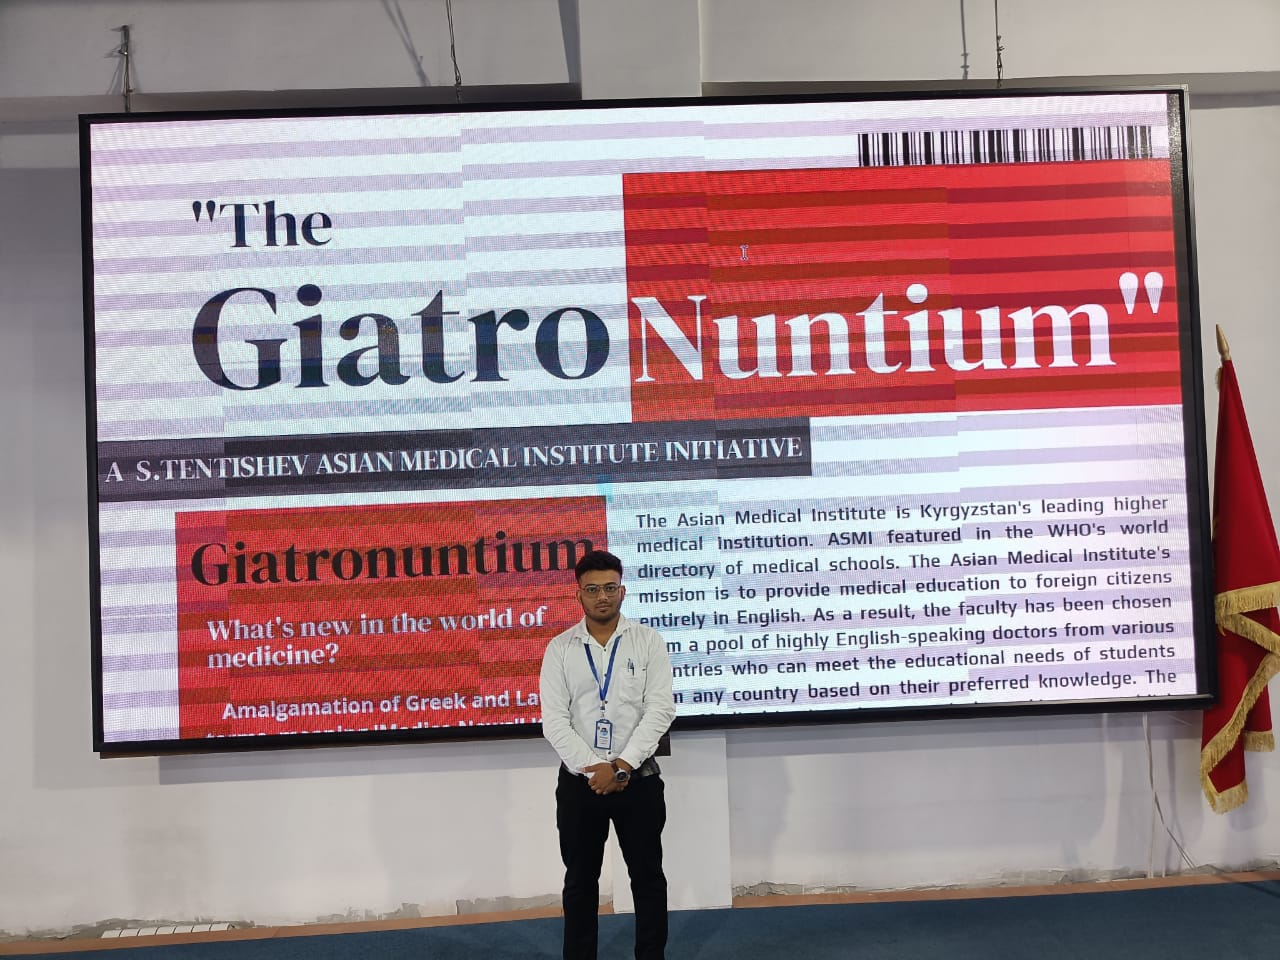 "The
Giatro Nuntium"
A S.TENTISHEV ASIAN MEDICAL INSTITUTE INITIATIVE
Giatronuntium
What's new in the world of
medicine?
Amalgamation of Greek and
The Asian Medical Institute is Kyrgyzstan's leading higher
medical institution. ASMI featured in the WHO's world
directory of medical schools. The Asian Medical Institute's
mission is to provide medical education to foreign citizens
entirely in English. As a result, the faculty has been chosen
a pool of highly English-speaking doctors from various
who can meet the educational needs of students
any country based on their preferred knowledge. The